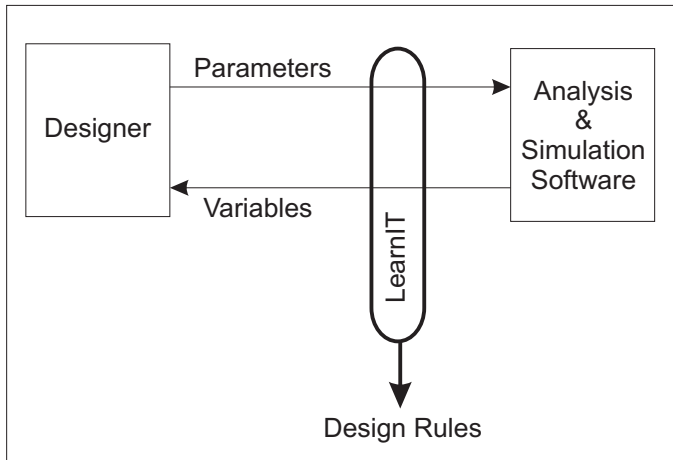 Parameters
Designer
Analysis
&
Simulation
Software
Variables
LearnIT
Design Rules